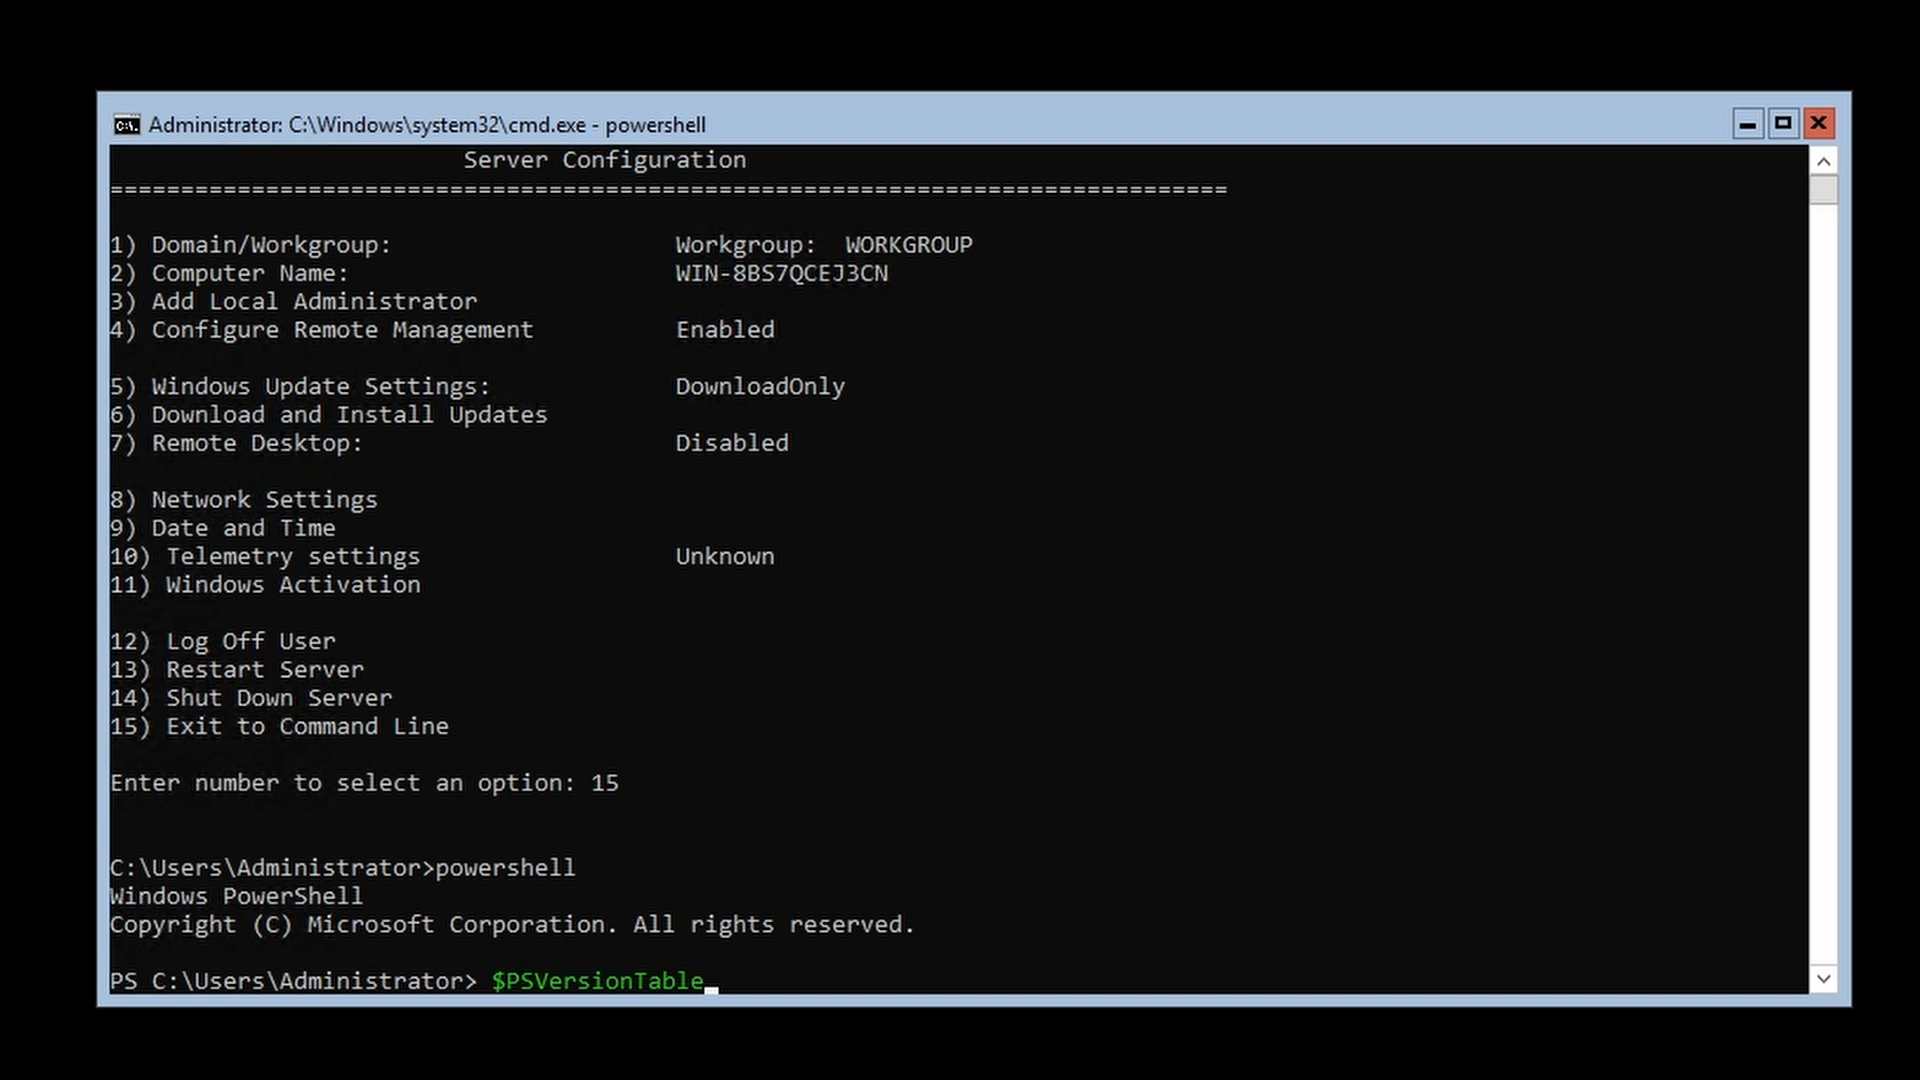 Administrator: C:\Windows\system32\cmd.exe - powershell
Server Configuration
===============================================================================
1) Domain/Workgroup: Workgroup: WORKGROUP
2) Computer Name: WIN-8BS7QCEJ3CN
3) Add Local Administrator
4) Configure Remote Management Enabled
5) Windows Update Settings: DownloadOnly
6) Download and Install Updates
7) Remote Desktop: Disabled
8) Network Settings
9) Date and Time
10) Telemetry settings Unknown
11) Windows Activation
12) Log Off User
13) Restart Server
14) Shut Down Server
15) Exit to Command Line
Enter number to select an option: 15
C:\Users\Administrator>powershell
Windows PowerShell
Copyright (C) Microsoft Corporation. All rights reserved.
PS C:\Users\Administrator> $PSVersionTable